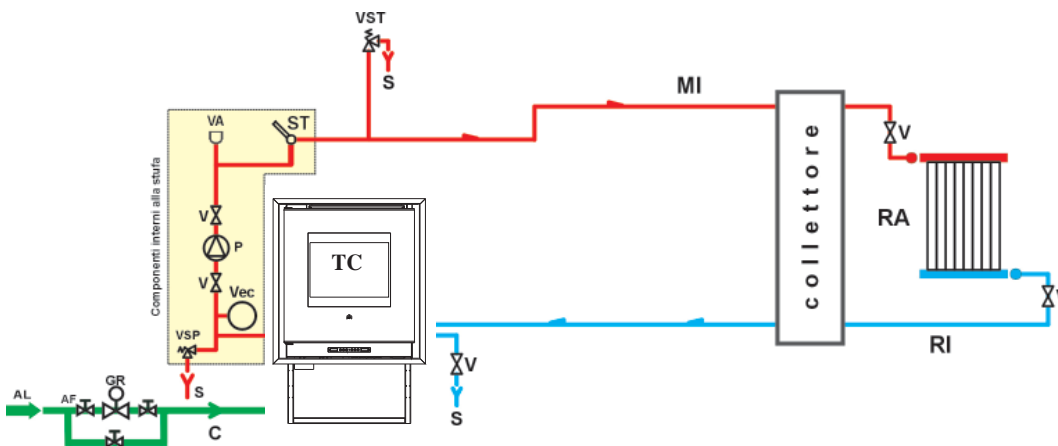 VST
S
MI
VA
ST
V
collettore
RA
Componenti interni alla stufa
V
P
V
TC
Vec
V
VSP
RI
V
S
S
GR
AL
AF
C